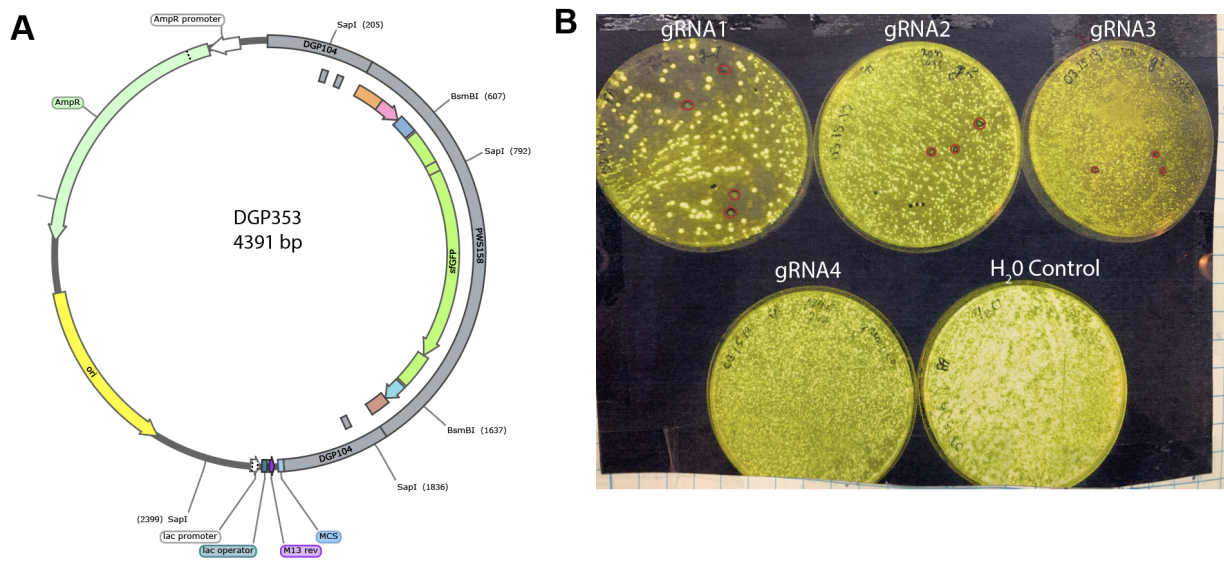 A
B
AmpR promoter
SapI (205)
DGP104
BsmBI (607)
AmpR
SapI (792)
DGP353
4391 bp
PWS158
sfGFP
ori
BsmBI (1637)
DGP104
SapI (1836)
(2399) SapI
lac promoter
MCS
lac operator
M13 rev
gRNA1
gRNA2
gRNA3
gRNA4
H20 Control